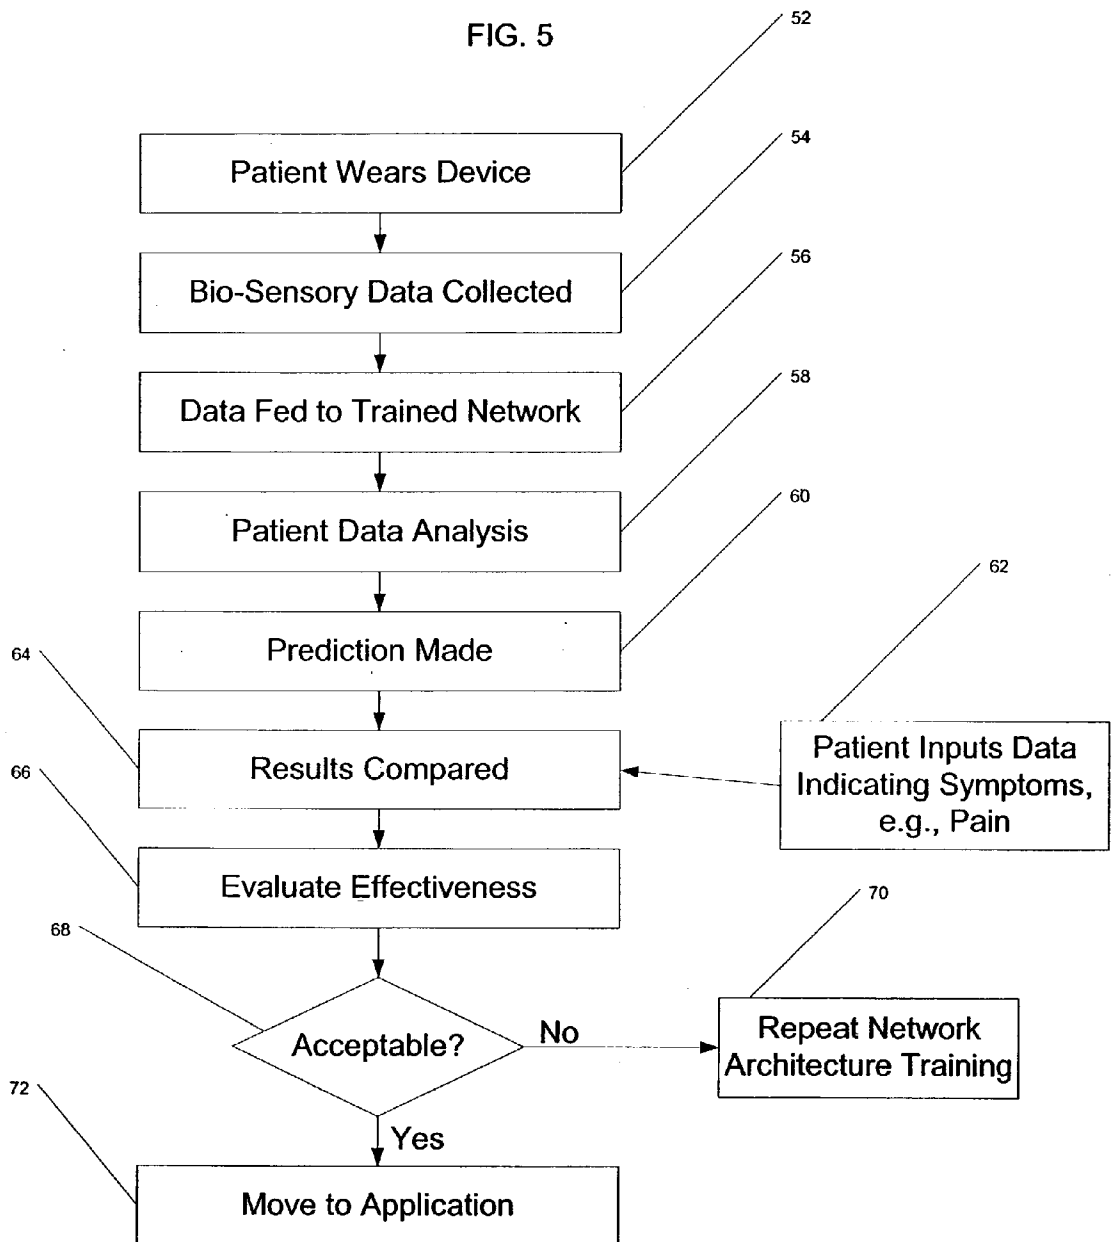 FIG. 5
52
Patient Wears Device
54
Bio-Sensory Data Collected
56
Data Fed to Trained Network
58
Patient Data Analysis
60
Prediction Made
62
64
Results Compared
Patient Inputs Data
Indicating Symptoms,
e.g., Pain
66
Evaluate Effectiveness
68
70
Acceptable?
No
Repeat Network
Architecture Training
72
Yes
Move to Application